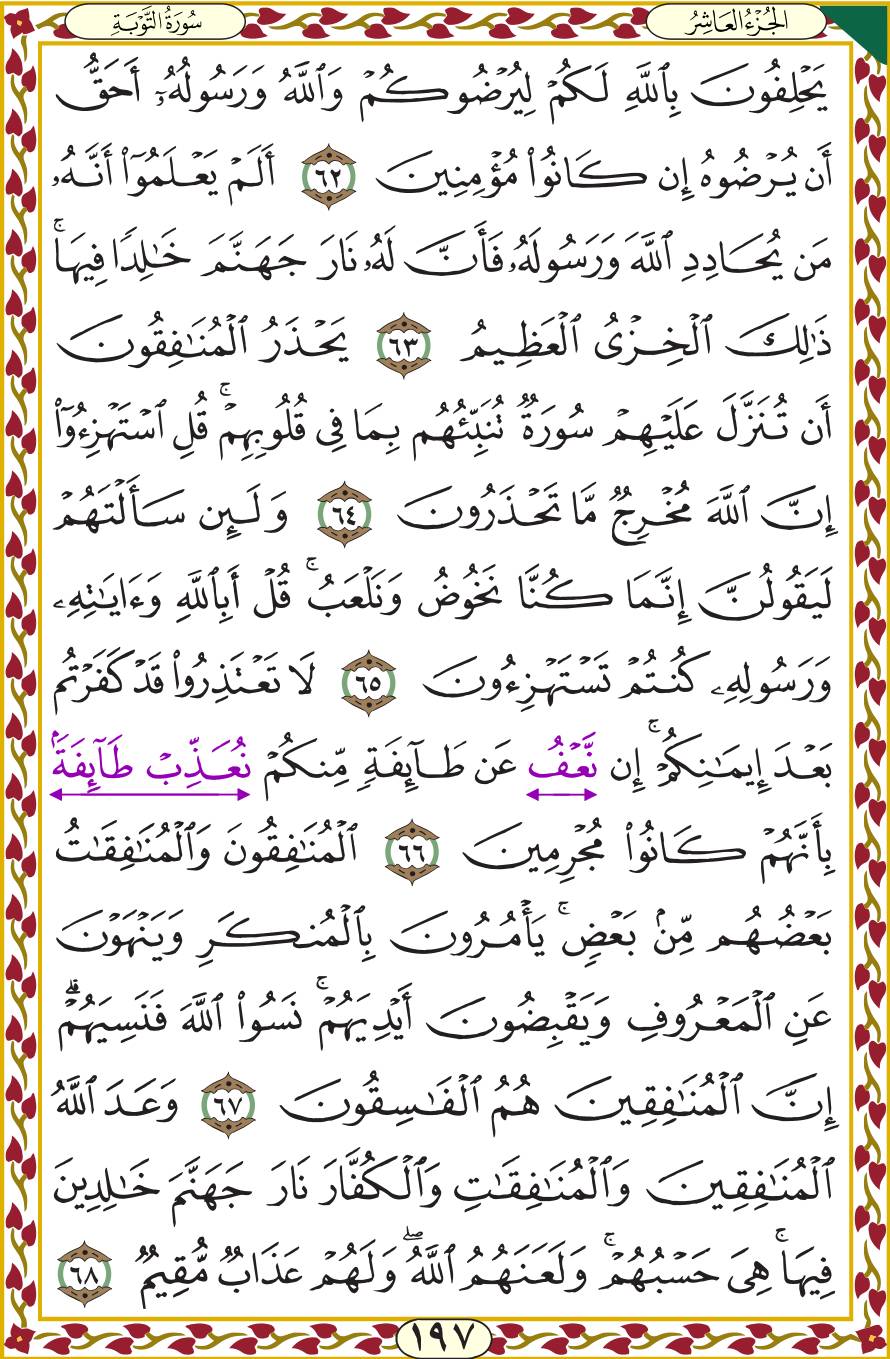 الجُزْءُ العَاشِرُ
سُورَةُ التَّوْبَةِ
يَحْلِفُونَ بِٱللَّهِ لَكُمْ لِيُرْضُوكُمْ وَٱللَّهُ وَرَسُولُهُۥٓ أَحَقُّ
أَن يُرْضُوهُ إِن كَانُوا۟ مُؤْمِنِينَ ٦٢ أَلَمْ يَعْلَمُوٓا۟ أَنَّهُۥ
مَن يُحَادِدِ ٱللَّهَ وَرَسُولَهُۥ فَأَنَّ لَهُۥ نَارَ جَهَنَّمَ خَـٰلِدًا فِيهَا ۚ
ذَٰلِكَ ٱلْخِزْىُ ٱلْعَظِيمُ ٦٣ يَحْذَرُ ٱلْمُنَـٰفِقُونَ
أَن تُنَزَّلَ عَلَيْهِمْ سُورَةٌ تُنَبِّئُهُم بِمَا فِى قُلُوبِهِمْ ۚ قُلِ ٱسْتَهْزِءُوٓا۟
إِنَّ ٱللَّهَ مُخْرِجٌ مَّا تَحْذَرُونَ ٦٤ وَلَئِن سَأَلْتَهُمْ
لَيَقُولُنَّ إِنَّمَا كُنَّا نَخُوضُ وَنَلْعَبُ ۚ قُلْ أَبِٱللَّهِ وَءَايَـٰتِهِۦ
وَرَسُولِهِۦ كُنتُمْ تَسْتَهْزِءُونَ ٦٥ لَا تَعْتَذِرُوا۟ قَدْ كَفَرْتُم
بَعْدَ إِيمَـٰنِكُمْ ۚ إِن نَّعْفُ عَن طَآئِفَةٍ مِّنكُمْ نُعَذِّبْ طَآئِفَةًۢ
بِأَنَّهُمْ كَانُوا۟ مُجْرِمِينَ ٦٦ ٱلْمُنَـٰفِقُونَ وَٱلْمُنَـٰفِقَـٰتُ
بَعْضُهُم مِّنۢ بَعْضٍ ۚ يَأْمُرُونَ بِٱلْمُنكَرِ وَيَنْهَوْنَ
عَنِ ٱلْمَعْرُوفِ وَيَقْبِضُونَ أَيْدِيَهُمْ ۚ نَسُوا۟ ٱللَّهَ فَنَسِيَهُمْ ۗ
إِنَّ ٱلْمُنَـٰفِقِينَ هُمُ ٱلْفَـٰسِقُونَ ٦٧ وَعَدَ ٱللَّهُ
ٱلْمُنَـٰفِقِينَ وَٱلْمُنَـٰفِقَـٰتِ وَٱلْكُفَّارَ نَارَ جَهَنَّمَ خَـٰلِدِينَ
فِيهَا ۚ هِىَ حَسْبُهُمْ ۚ وَلَعَنَهُمُ ٱللَّهُ ۖ وَلَهُمْ عَذَابٌ مُّقِيمٌ ٦٨
١٩٧